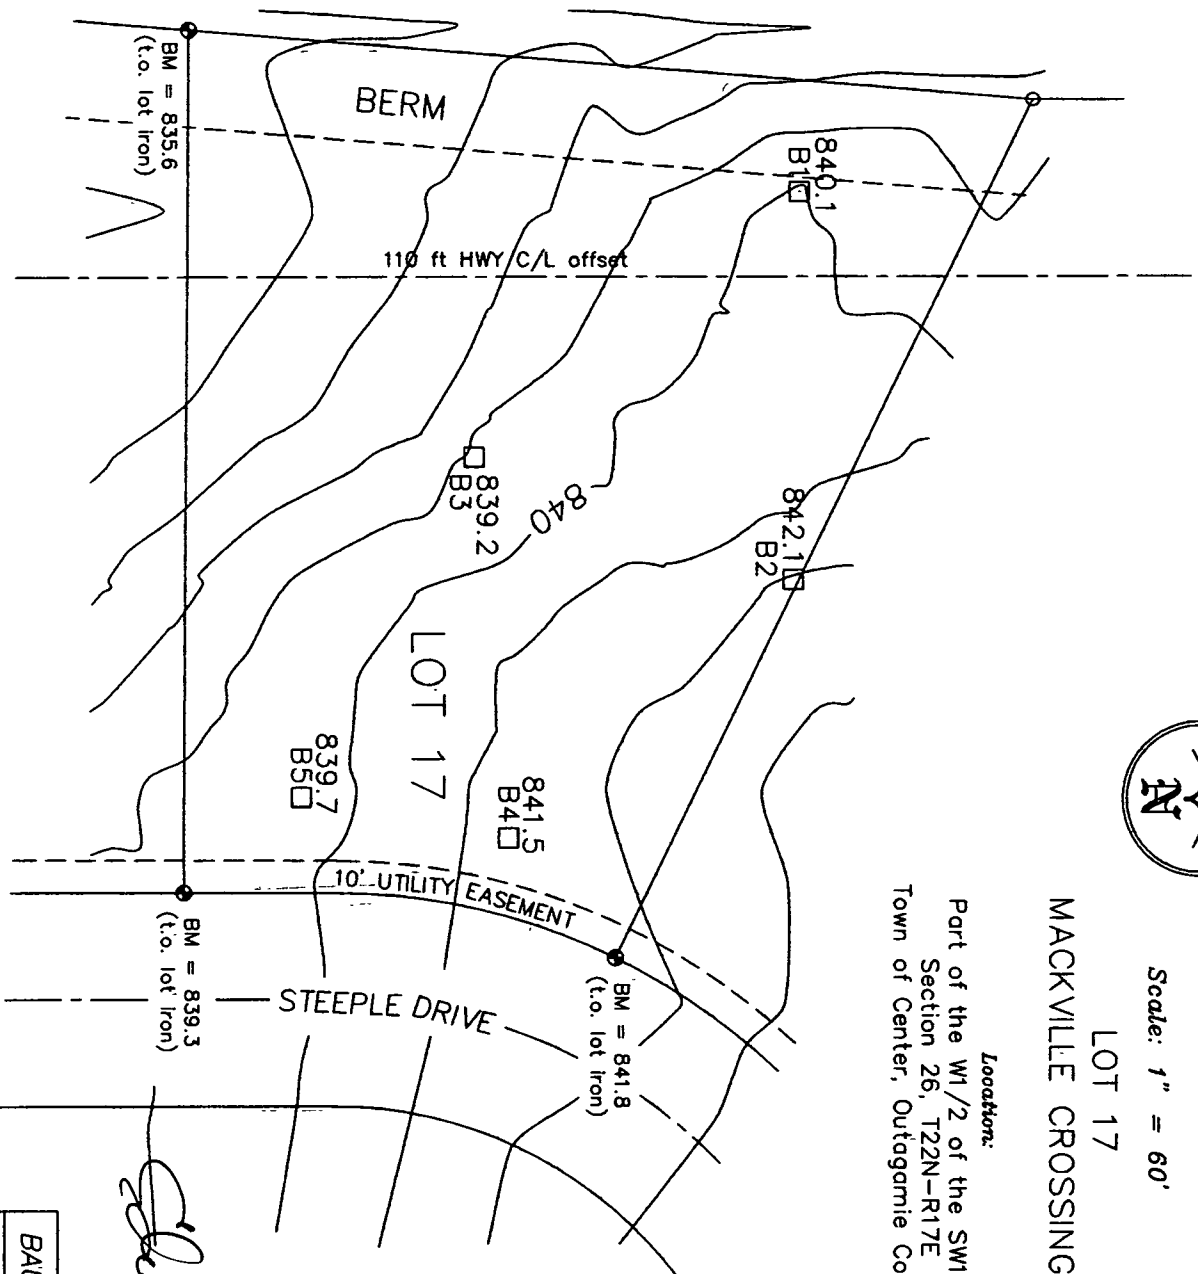 Scale: 1" = 60'
LOT 17
MACKVILLE CROSSING
Location:
Part of the W1/2 of the SW1
Section 26, T22N-R17E
Town of Center, Outagamie Co
N
BERM
BM = 835.6
(t.o. lot iron)
840.1
B1
110 ft HWY C/L offset
842.1
B2
839.2
B3
840
LOT 17
841.5
B4
839.7
B5
10' UTILITY EASEMENT
STEEPLE DRIVE
BM = 841.8
(t.o. lot iron)
BM = 839.3
(t.o. lot iron)